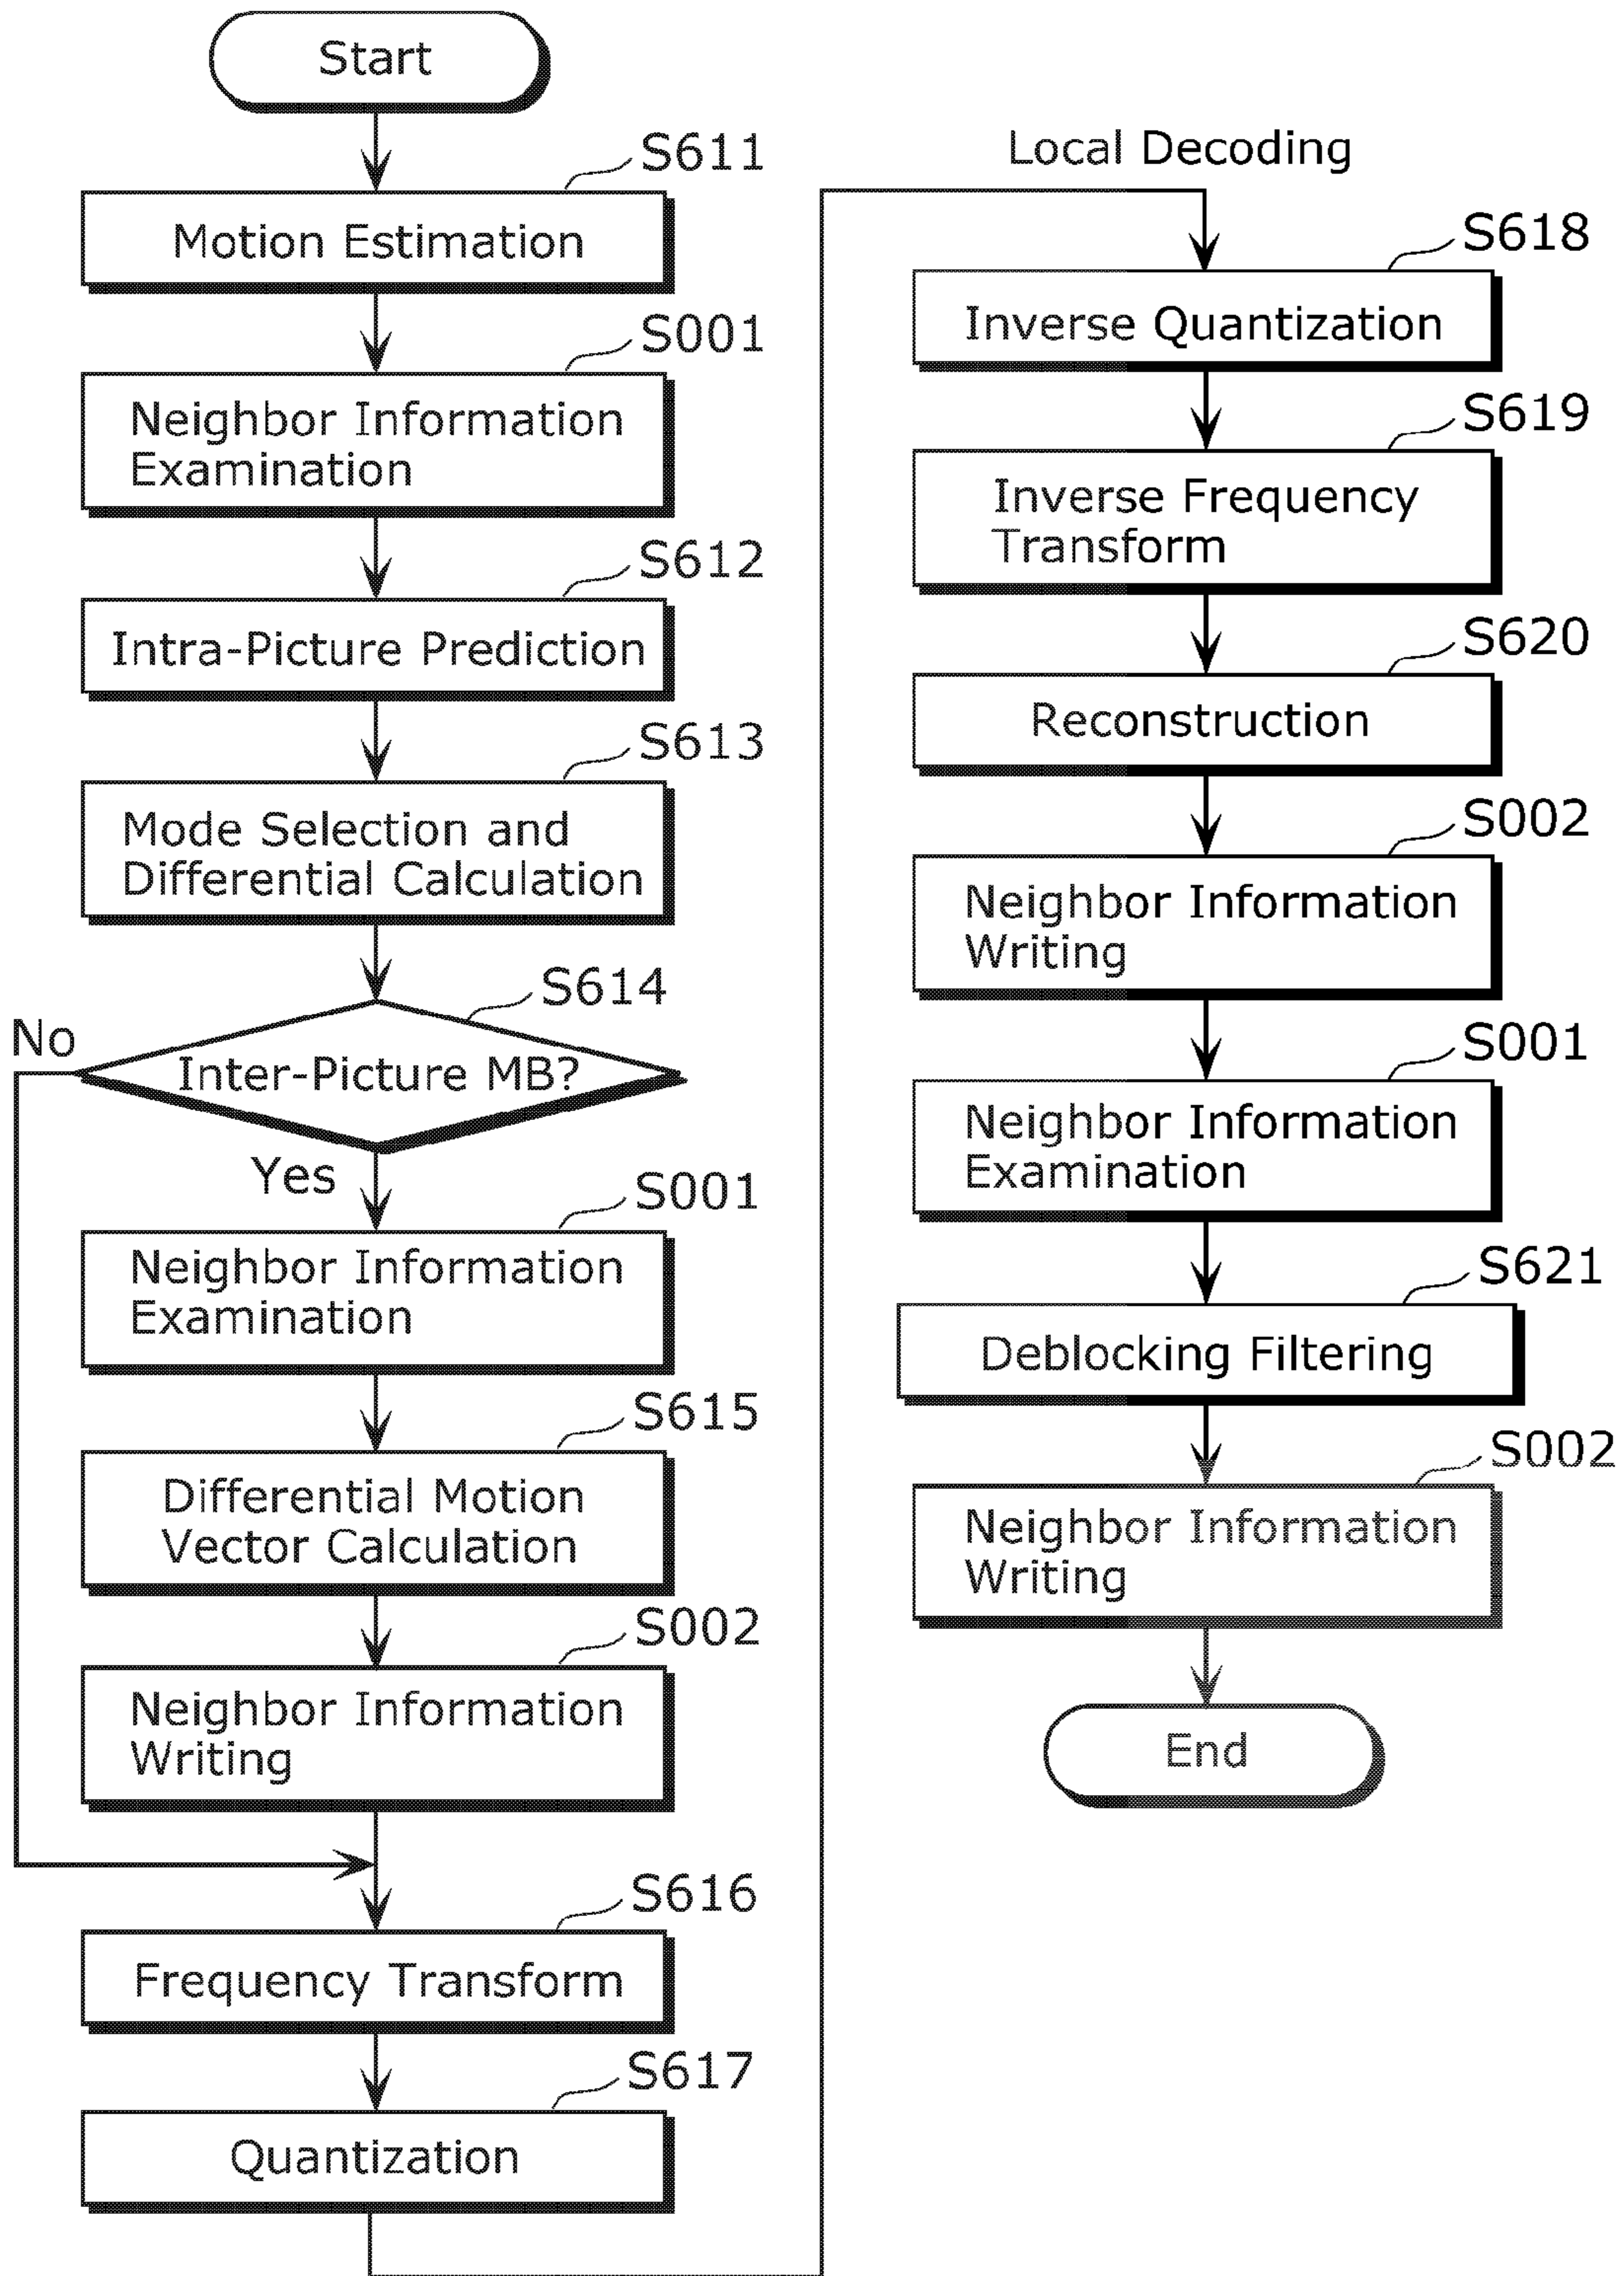 Start
S611
Motion Estimation
S001
Neighbor Information
Examination
S612
Intra-Picture Prediction
S613
Mode Selection and
Differential Calculation
S614
No
Inter-Picture MB?
Yes
S001
Neighbor Information
Examination
S615
Differential Motion
Vector Calculation
S002
Neighbor Information
Writing
S616
Frequency Transform
S617
Quantization
Local Decoding
S618
Inverse Quantization
S619
Inverse Frequency
Transform
S620
Reconstruction
S002
Neighbor Information
Writing
S001
Neighbor Information
Examination
S621
Deblocking Filtering
S002
Neighbor Information
Writing
End